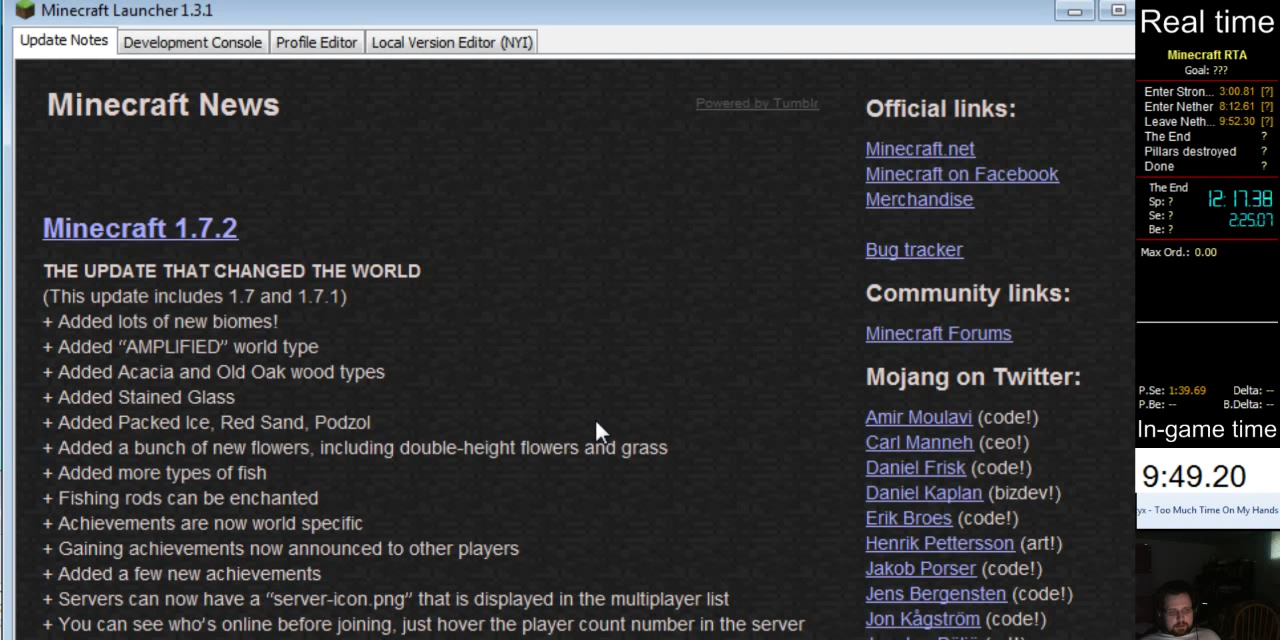 Minecraft Launcher 1.3.1
Update Notes
Development Console
Profile Editor
Local Version Editor (NYI)
Minecraft News
Powered by Tumblr
Minecraft 1.7.2
THE UPDATE THAT CHANGED THE WORLD
(This update includes 1.7 and 1.7.1)
+ Added lots of new biomes!
+ Added “AMPLIFIED” world type
+ Added Acacia and Old Oak wood types
+ Added Stained Glass
+ Added Packed Ice, Red Sand, Podzol
+ Added a bunch of new flowers, including double-height flowers and grass
+ Added more types of fish
+ Fishing rods can be enchanted
+ Achievements are now world specific
+ Gaining achievements now announced to other players
+ Added a few new achievements
+ Servers can now have a “server-icon.png” that is displayed in the multiplayer list
+ You can see who's online before joining, just hover the player count number in the server
Official links:
Minecraft.net
Minecraft on Facebook
Merchandise
Bug tracker
Community links:
Minecraft Forums
Mojang on Twitter:
Amir Moulavi (code!)
Carl Manneh (ceo!)
Daniel Frisk (code!)
Daniel Kaplan (bizdev!)
Erik Broes (code!)
Henrik Pettersson (art!)
Jakob Porser (code!)
Jens Bergensten (code!)
Jon Kågström (code!)
Real time
Minecraft RTA
Goal: ???
Enter Stron... 3:00.81 [?]
Enter Nether 8:12.61 [?]
Leave Neth... 9:52.30 [?]
The End ?
Pillars destroyed ?
Done ?
The End
Sp: ? 12:17.38
Se: ? 2:25.07
Be: ?
Max Ord.: 0.00
P.Se: 1:39.69 Delta: --
P.Be: -- B.Delta: --
In-game time
9:49.20
yx - Too Much Time On My Hands